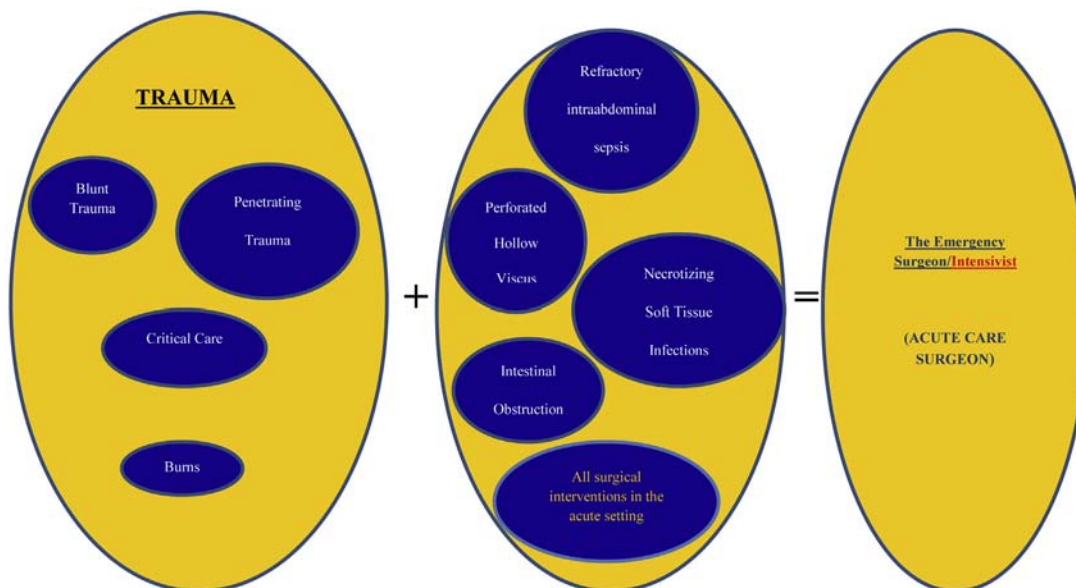 TRAUMA
Blunt
Trauma
Penetrating
Trauma
Critical Care
Burns
+
Refractory
intraabdominal
sepsis
Perforated
Hollow
Viscus
Necrotizing
Soft Tissue
Infections
Intestinal
Obstruction
All surgical
interventions in the
acute setting
=
The Emergency
Surgeon/Intensivist
(ACUTE CARE
SURGEON)